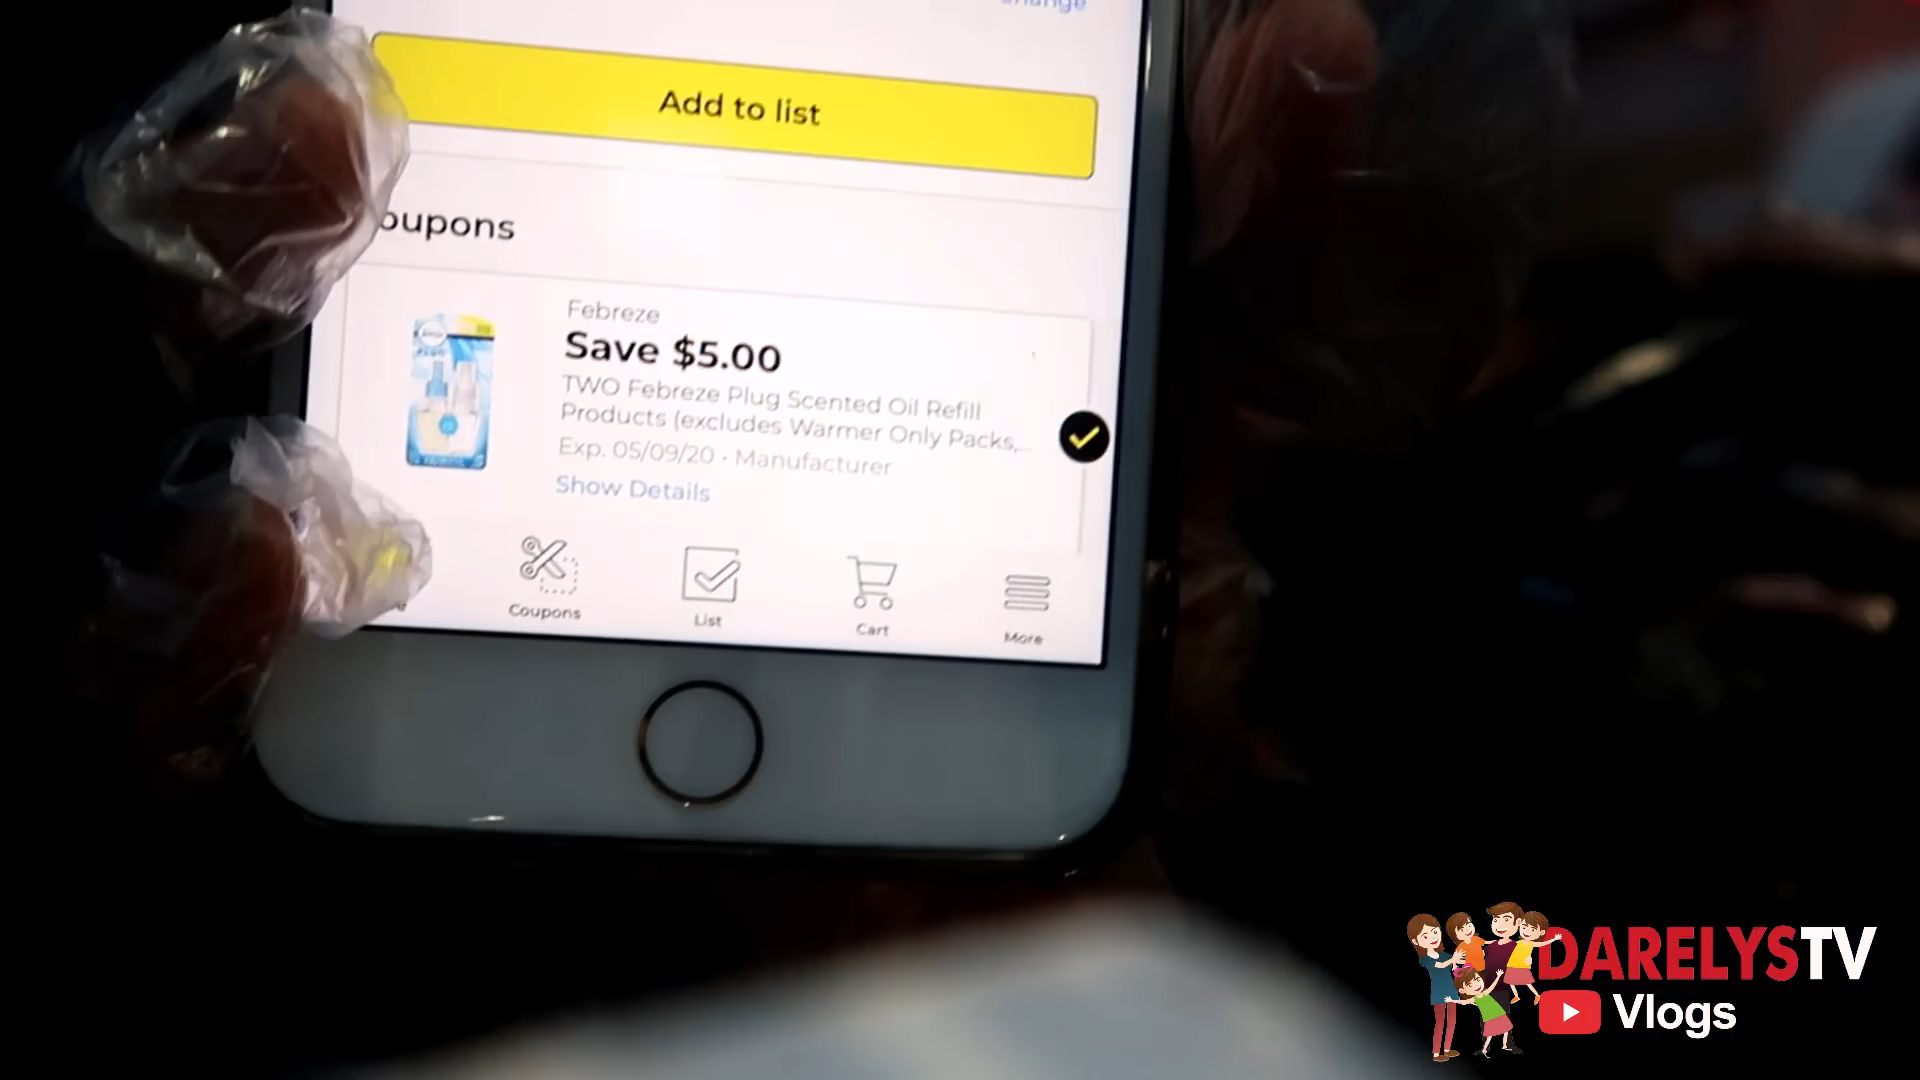 Add to list
oupons
Febreze
Save $5.00
TWO Febreze Plug Scented Oil Refill
Products (excludes Warmer Only Packs,...
Exp. 05/09/20 • Manufacturer
Show Details
Coupons
List
Cart
More
DARELYSTV
Vlogs